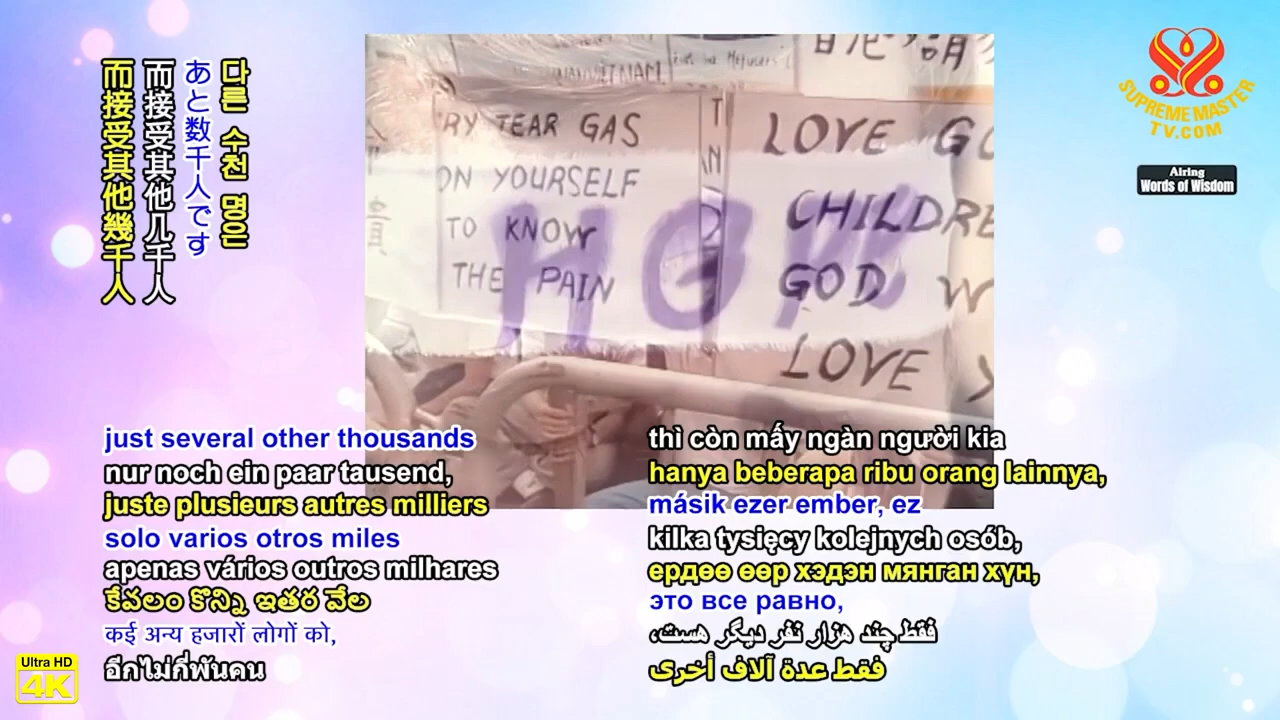 而接受其他幾千人
而接受其他几千人
あと数千人です
다른 수천 명은
VIETNAM
RY TEAR GAS
ON YOURSELF
TO KNOW
THE PAIN
LOVE GO
CHILDRE
GOD W
LOVE
SUPREME MASTER
TV.COM
Airing
Words of Wisdom
just several other thousands
nur noch ein paar tausend,
juste plusieurs autres milliers
solo varios otros miles
apenas vários outros milhares
కేవలం కొన్ని ఇతర వేల
कई अन्य हजारों लोगों को,
อีกไม่กี่พันคน
thì còn mấy ngàn người kia
hanya beberapa ribu orang lainnya,
másik ezer ember, ez
kilka tysięcy kolejnych osób,
ердөө өөр хэдэн мянган хүн,
это все равно,
فقط چند هزار نفر دیگر هست،
فقط عدة آلاف أخرى
Ultra HD
4K